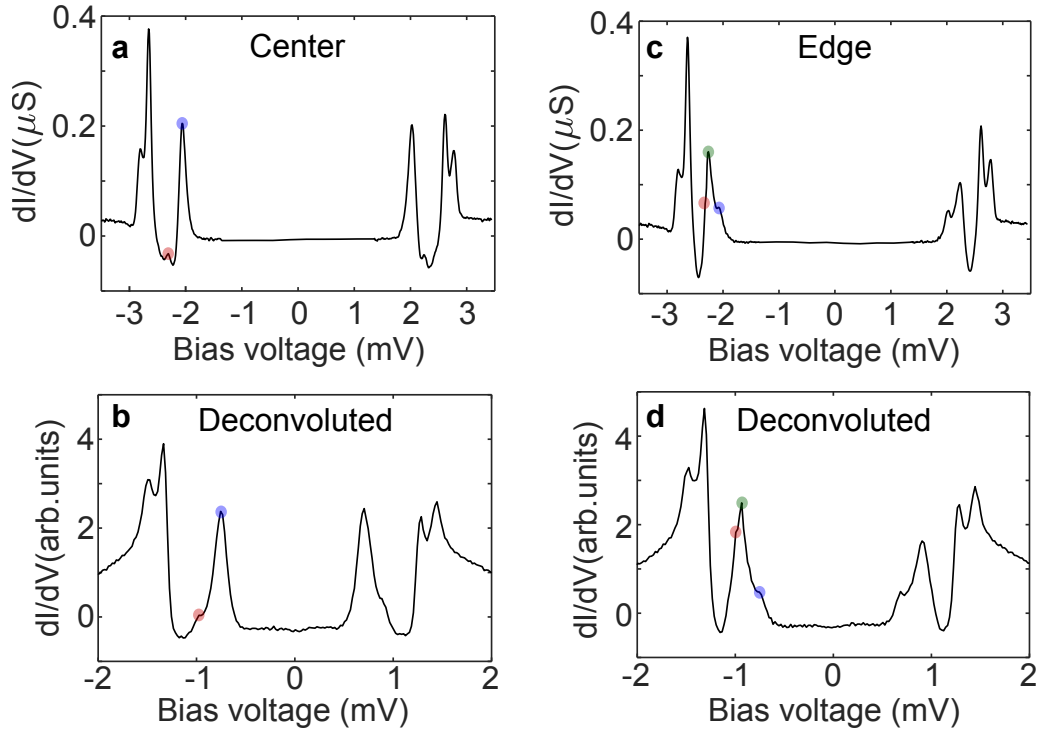 a
Center
0.4
0.2
0
dI/dV(μS)
-3 -2 -1 0 1 2 3
Bias voltage (mV)
c
Edge
0.4
0.2
0
dI/dV(μS)
-3 -2 -1 0 1 2 3
Bias voltage (mV)
b
Deconvoluted
4
2
0
dI/dV(arb.units)
-2 -1 0 1 2
Bias voltage (mV)
d
Deconvoluted
4
2
0
dI/dV(arb.units)
-2 -1 0 1 2
Bias voltage (mV)